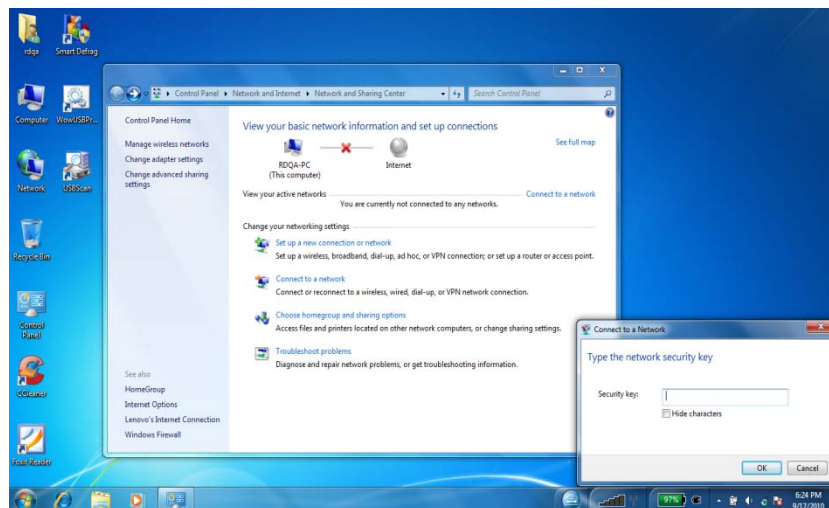 rdqa
Smart Defrag
Computer
WowUSBPr...
Network
USBScan
Recycle Bin
Control
Panel
CCleaner
Foxit Reader
Control Panel
Network and Internet
Network and Sharing Center
Search Control Panel
Control Panel Home
Manage wireless networks
Change adapter settings
Change advanced sharing
settings
See also
HomeGroup
Internet Options
Lenovo's Internet Connection
Windows Firewall
View your basic network information and set up connections
See full map
RDQA-PC
(This computer)
Internet
View your active networks
Connect to a network
You are currently not connected to any networks.
Change your networking settings
Set up a new connection or network
Set up a wireless, broadband, dial-up, ad hoc, or VPN connection; or set up a router or access point.
Connect to a network
Connect or reconnect to a wireless, wired, dial-up, or VPN network connection.
Choose homegroup and sharing options
Access files and printers located on other network computers, or change sharing settings.
Troubleshoot problems
Diagnose and repair network problems, or get troubleshooting information.
Connect to a Network
Type the network security key
Security key:
Hide characters
OK
Cancel
97%
6:24 PM
9/17/2010